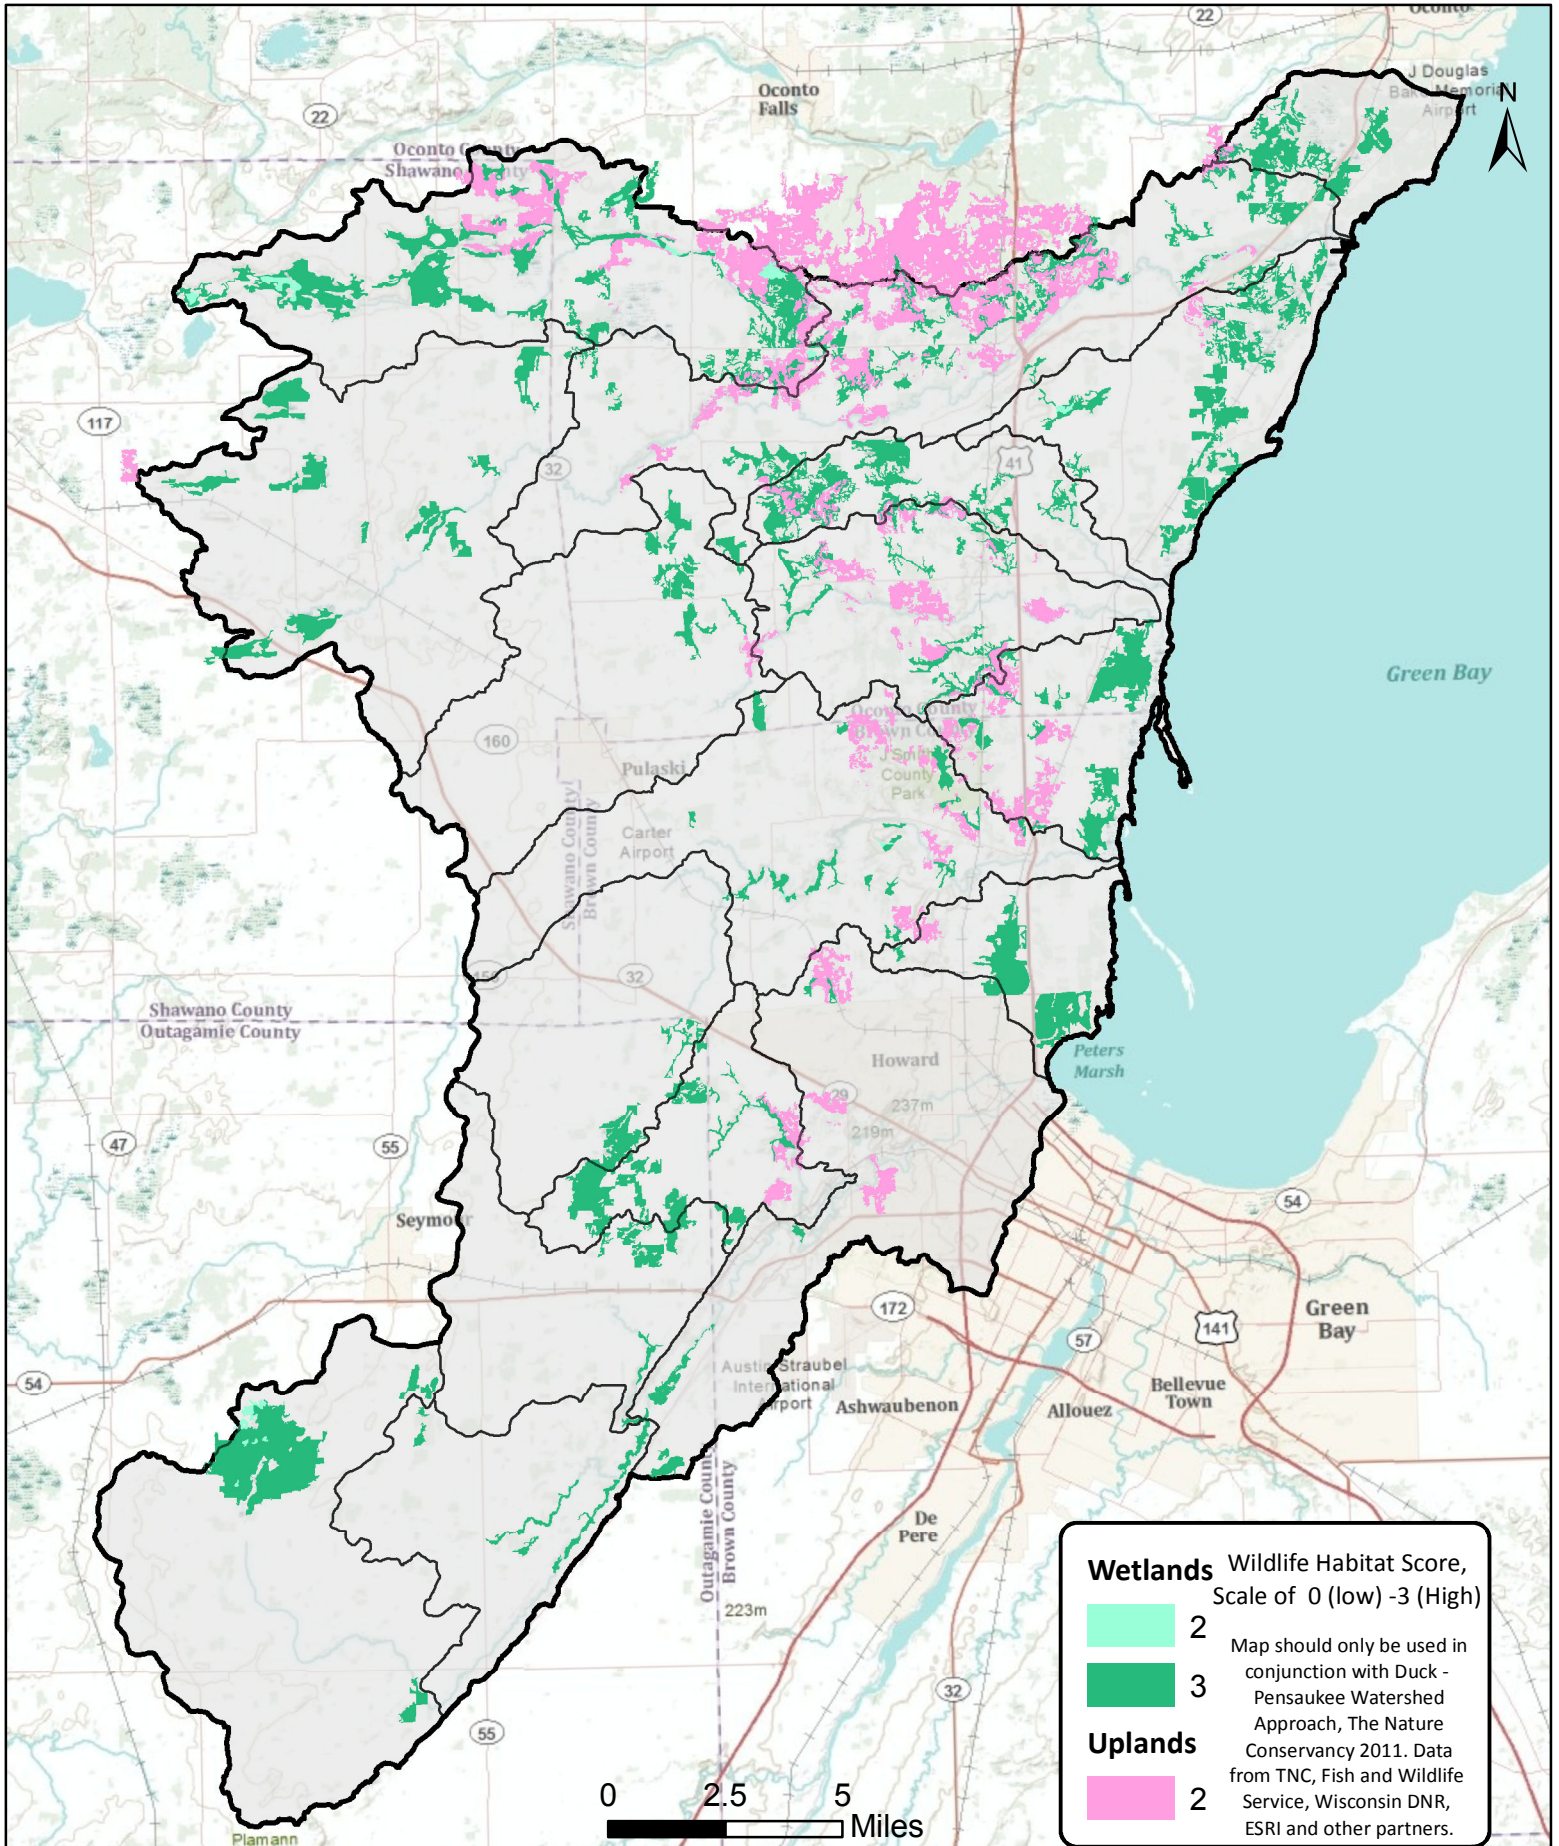 22
Oconto
J Douglas
Bake Memorial
Airport
N
Oconto
Falls
22
Oconto County
Shawano County
117
32
41
Green Bay
Oconto County
Brown County
J Smith
County
Park
160
Pulaski
Shawano County
Brown County
Carter
Airport
32
Shawano County
Outagamie County
Howard
Peters
Marsh
29
237m
219m
47
55
Seymour
54
172
Green
Bay
141
57
54
Austin Straubel
International
Airport
Ashwaubenon
Allouez
Bellevue
Town
Outagamie County
Brown County
De
Pere
223m
32
55
Plamann
0 2.5 5
Miles
Wetlands
Wildlife Habitat Score,
Scale of 0 (low) -3 (High)
2
3
Uplands
2
Map should only be used in
conjunction with Duck -
Pensaukee Watershed
Approach, The Nature
Conservancy 2011. Data
from TNC, Fish and Wildlife
Service, Wisconsin DNR,
ESRI and other partners.